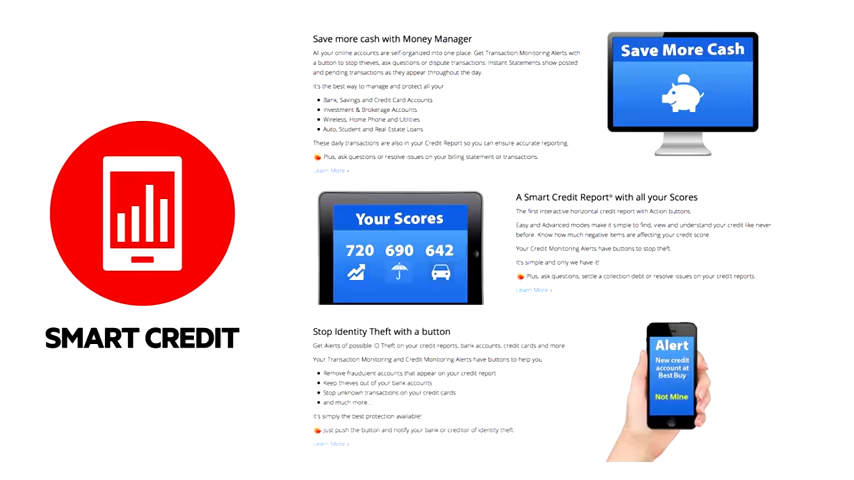 SMART CREDIT
Save more cash with Money Manager
All your online accounts are self-organized into one place. Get Transaction Monitoring Alerts with
a button to stop thieves, ask questions or dispute transactions. Instant Statements show posted
and pending transactions as they appear throughout the day.
It's the best way to manage and protect all your
Bank, Savings and Credit Card Accounts
Investment & Brokerage Accounts
Wireless, Home Phone and Utilities
Auto, Student and Real Estate Loans
These daily transactions are also in your Credit Report so you can ensure accurate reporting.
Plus, ask questions or resolve issues on your billing statement or transactions.
Learn More »
Save More Cash
Your Scores
720 690 642
A Smart Credit Report® with all your Scores
The first interactive horizontal credit report with Action buttons.
Easy and Advanced modes make it simple to find, view and understand your credit like never
before. Know how much negative items are affecting your credit score.
Your Credit Monitoring Alerts have buttons to stop theft.
It's simple and only we have it!
Plus, ask questions, settle a collection debt or resolve issues on your credit reports.
Learn More »
Stop Identity Theft with a button
Get Alerts of possible ID Theft on your credit reports, bank accounts, credit cards and more.
Your Transaction Monitoring and Credit Monitoring Alerts have buttons to help you
Remove fraudulent accounts that appear on your credit report
Keep thieves out of your bank accounts
Stop unknown transactions on your credit cards
and much more...
It's simply the best protection available!
Just push the button and notify your bank or creditor of identity theft.
Learn More »
Alert
New credit
account at
Best Buy
Not Mine